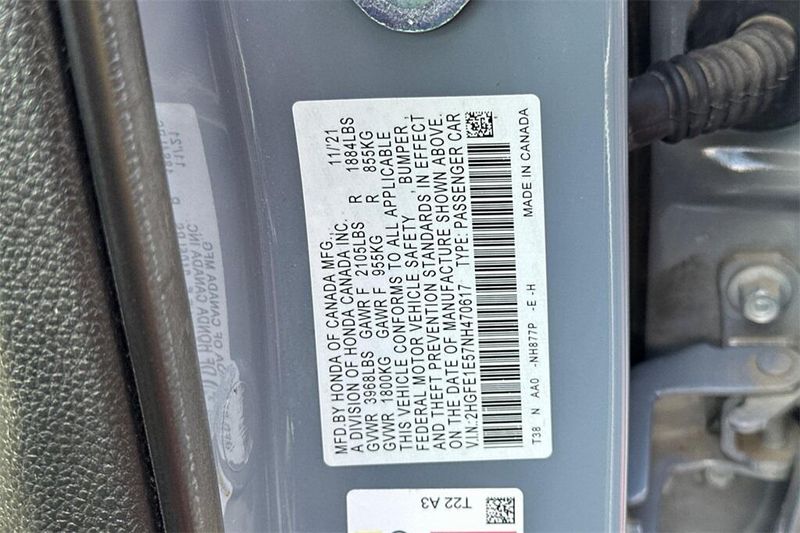 MFD.BY HONDA OF CANADA MFG., 11/21
A DIVISION OF HONDA CANADA INC.
GVWR 3968LBS GAWR F 2105LBS R 1884LBS
GVWR 1800KG GAWR F 955KG R 855KG
THIS VEHICLE CONFORMS TO ALL APPLICABLE
FEDERAL MOTOR VEHICLE SAFETY, BUMPER,
AND THEFT PREVENTION STANDARDS IN EFFECT
ON THE DATE OF MANUFACTURE SHOWN ABOVE.
V.I.N:2HGFE1E57NH470617 TYPE: PASSENGER CAR
T38 N AA0 -NH877P -E -H MADE IN CANADA
T22 A3